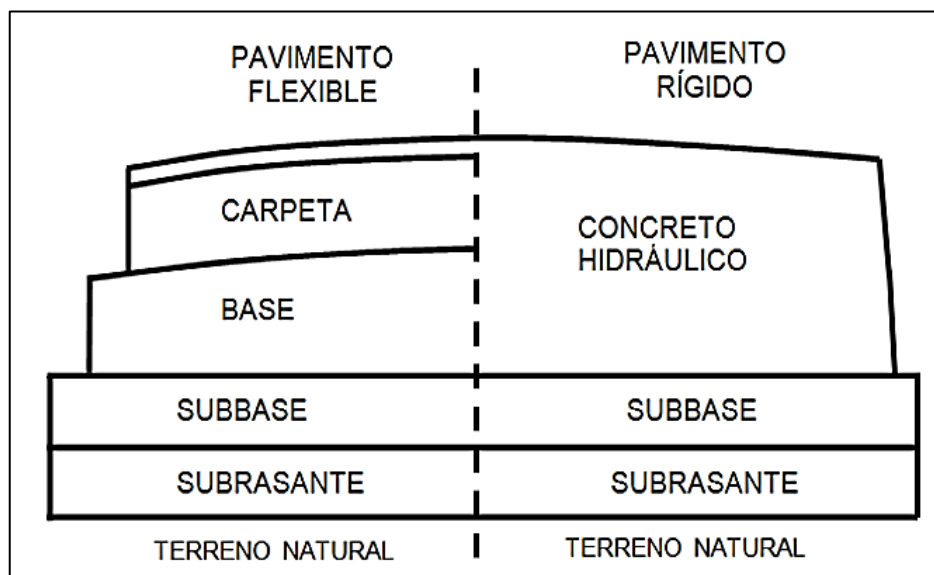 PAVIMENTO
FLEXIBLE
PAVIMENTO
RÍGIDO
CARPETA
BASE
CONCRETO
HIDRÁULICO
SUBBASE
SUBBASE
SUBRASANTE
SUBRASANTE
TERRENO NATURAL
TERRENO NATURAL